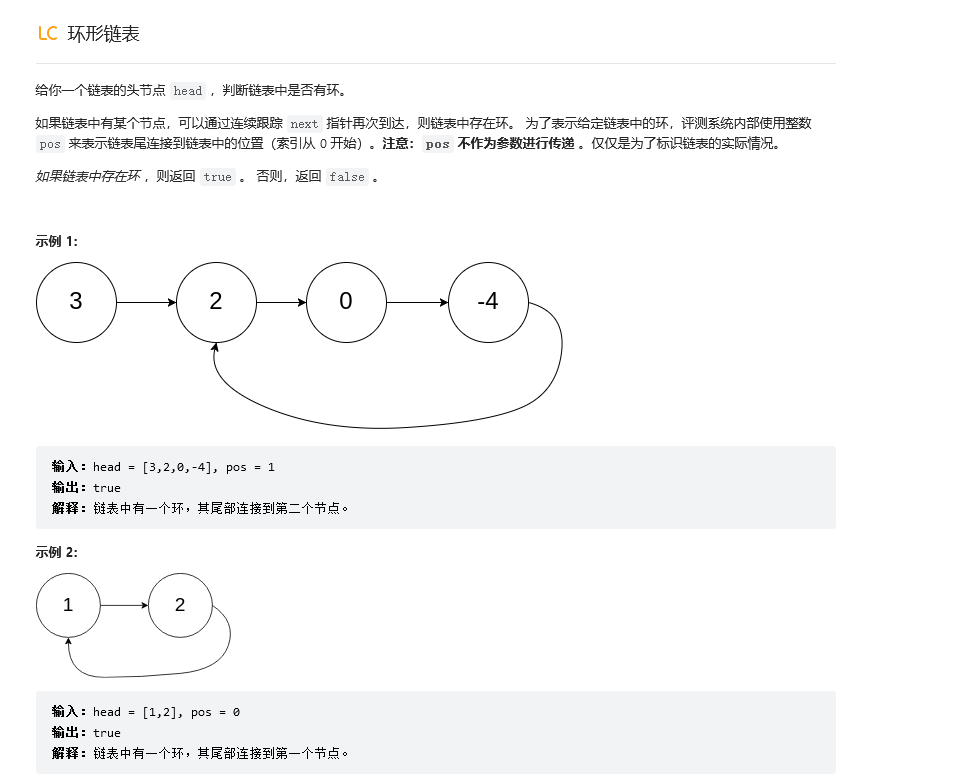 LC 环形链表
给你一个链表的头节点 head ，判断链表中是否有环。
如果链表中有某个节点，可以通过连续跟踪 next 指针再次到达，则链表中存在环。 为了表示给定链表中的环，评测系统内部使用整数
pos 来表示链表尾连接到链表中的位置（索引从 0 开始）。注意：pos 不作为参数进行传递 。仅仅是为了标识链表的实际情况。
如果链表中存在环 ，则返回 true 。 否则，返回 false 。
示例 1：
3 2 0 -4
输入：head = [3,2,0,-4], pos = 1
输出：true
解释：链表中有一个环，其尾部连接到第二个节点。
示例 2：
1 2
输入：head = [1,2], pos = 0
输出：true
解释：链表中有一个环，其尾部连接到第一个节点。